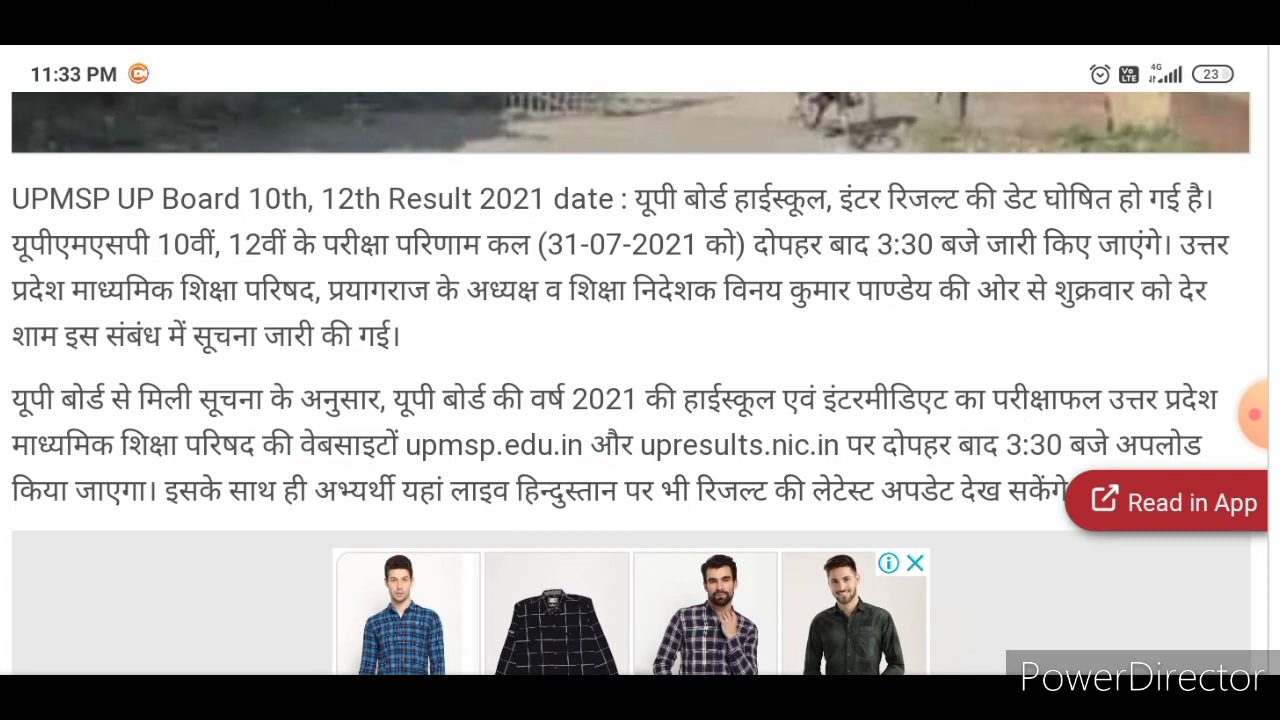 11:33 PM
Vo LTE 4G 23
UPMSP UP Board 10th, 12th Result 2021 date : यूपी बोर्ड हाईस्कूल, इंटर रिजल्ट की डेट घोषित हो गई है।
यूपीएमएसपी 10वीं, 12वीं के परीक्षा परिणाम कल (31-07-2021 को) दोपहर बाद 3:30 बजे जारी किए जाएंगे। उत्तर
प्रदेश माध्यमिक शिक्षा परिषद, प्रयागराज के अध्यक्ष व शिक्षा निदेशक विनय कुमार पाण्डेय की ओर से शुक्रवार को देर
शाम इस संबंध में सूचना जारी की गई।
यूपी बोर्ड से मिली सूचना के अनुसार, यूपी बोर्ड की वर्ष 2021 की हाईस्कूल एवं इंटरमीडिएट का परीक्षाफल उत्तर प्रदेश
माध्यमिक शिक्षा परिषद की वेबसाइटों upmsp.edu.in और upresults.nic.in पर दोपहर बाद 3:30 बजे अपलोड
किया जाएगा। इसके साथ ही अभ्यर्थी यहां लाइव हिन्दुस्तान पर भी रिजल्ट की लेटेस्ट अपडेट देख सकेंगे
Read in App
PowerDirector